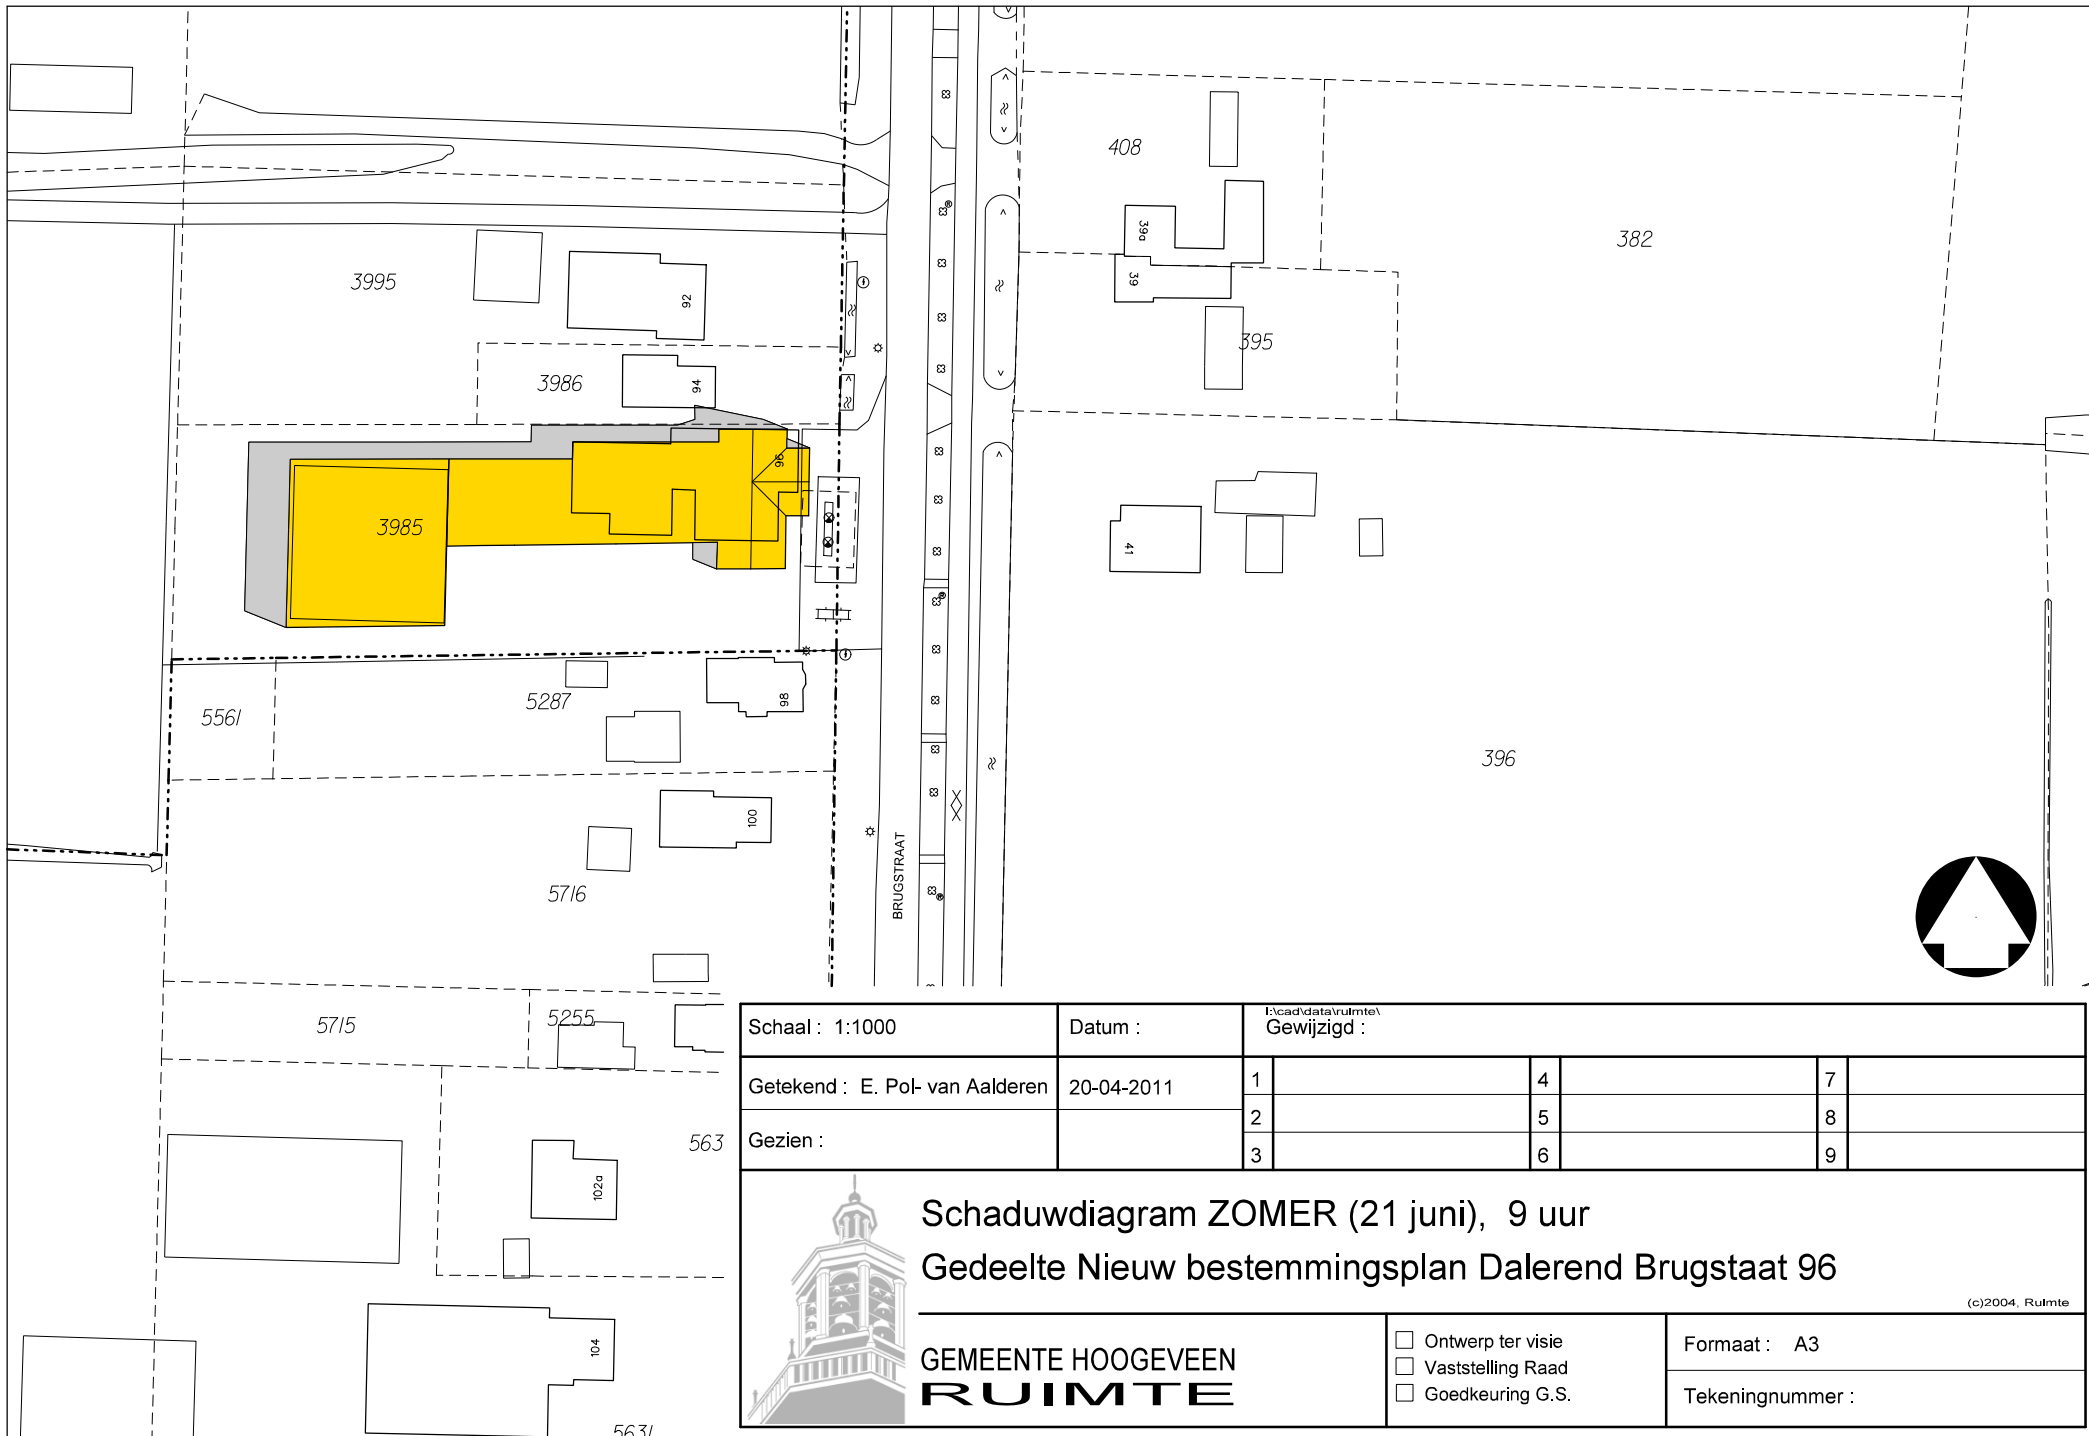 408
382
39a
39
395
3995
92
3986
94
96
3985
41
5287
98
5561
396
100
BRUGSTRAAT
5716
5715
5255
563
102a
104
Schaal : 1:1000
Datum :
I:\cad\data\ruimte\
Gewijzigd :
Getekend : E. Pol- van Aalderen
20-04-2011
1
4
7
2
5
8
Gezien :
3
6
9
Schaduwdiagram ZOMER (21 juni), 9 uur
Gedeelte Nieuw bestemmingsplan Dalerend Brugstaat 96
(c)2004, Ruimte
GEMEENTE HOOGEVEEN
RUIMTE
Ontwerp ter visie
Vaststelling Raad
Goedkeuring G.S.
Formaat : A3
Tekeningnummer :
5631